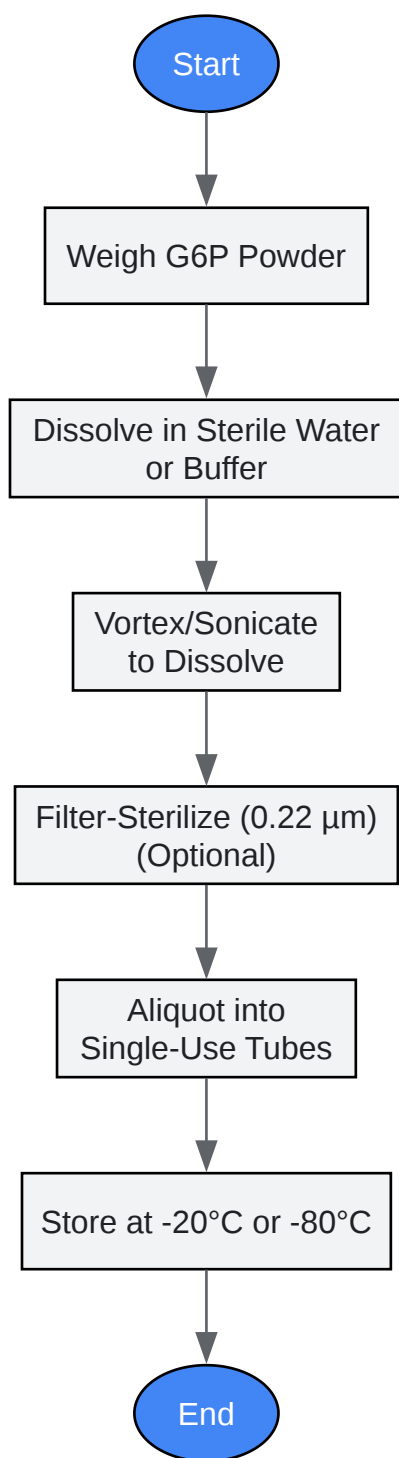 Start
Weigh G6P Powder
Dissolve in Sterile Water
or Buffer
Vortex/Sonicate
to Dissolve
Filter-Sterilize (0.22 µm)
(Optional)
Aliquot into
Single-Use Tubes
Store at -20°C or -80°C
End